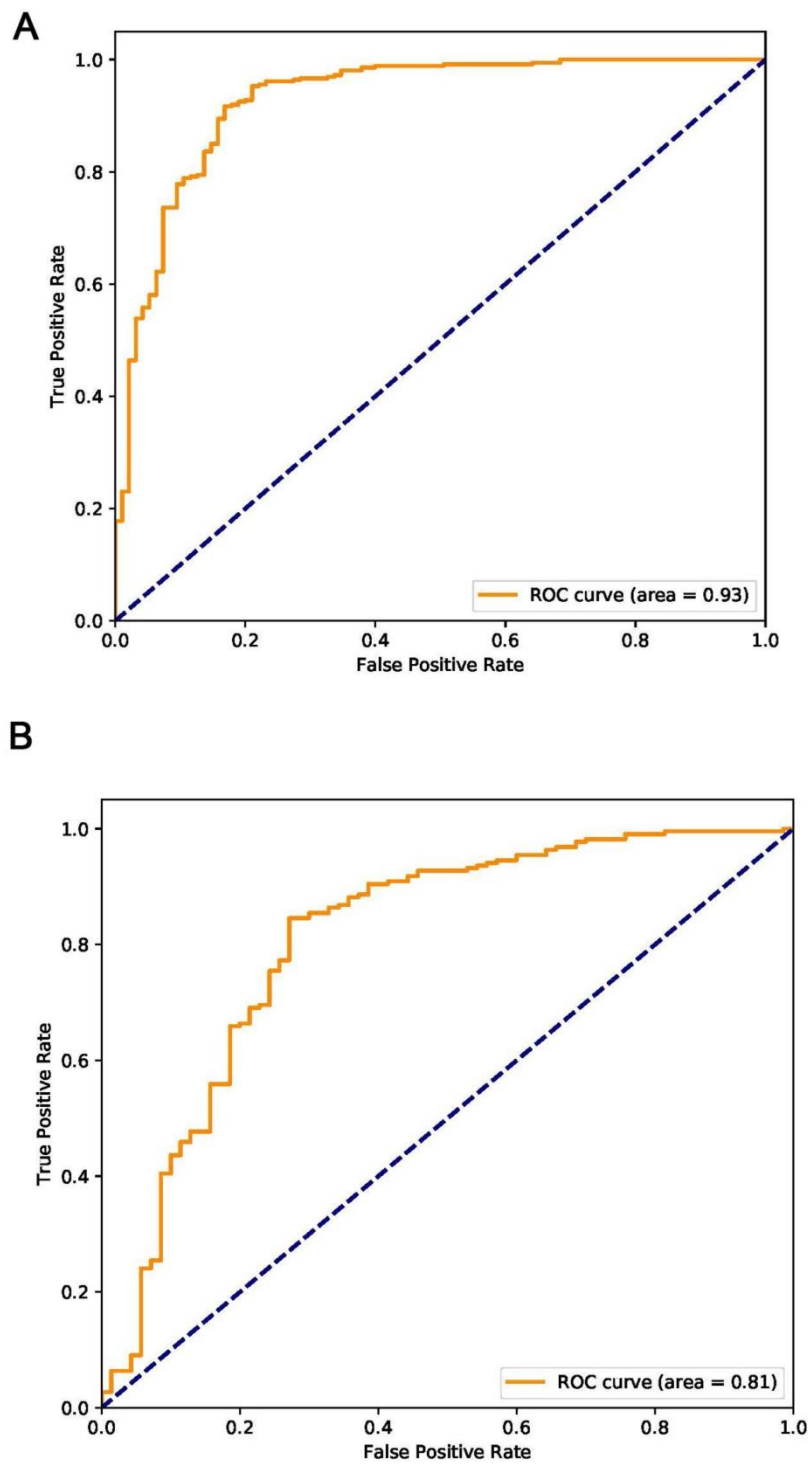 A
1.0
0.8
0.6
0.4
0.2
0.0
True Positive Rate
ROC curve (area = 0.93)
0.0 0.2 0.4 0.6 0.8 1.0
False Positive Rate
B
1.0
0.8
0.6
0.4
0.2
0.0
True Positive Rate
ROC curve (area = 0.81)
0.0 0.2 0.4 0.6 0.8 1.0
False Positive Rate